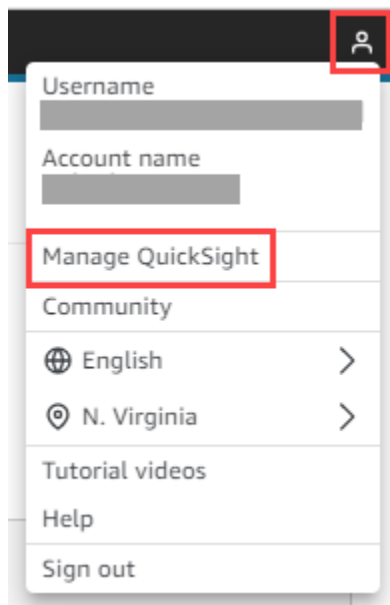 Username
Account name
Manage QuickSight
Community
English
N. Virginia
Tutorial videos
Help
Sign out